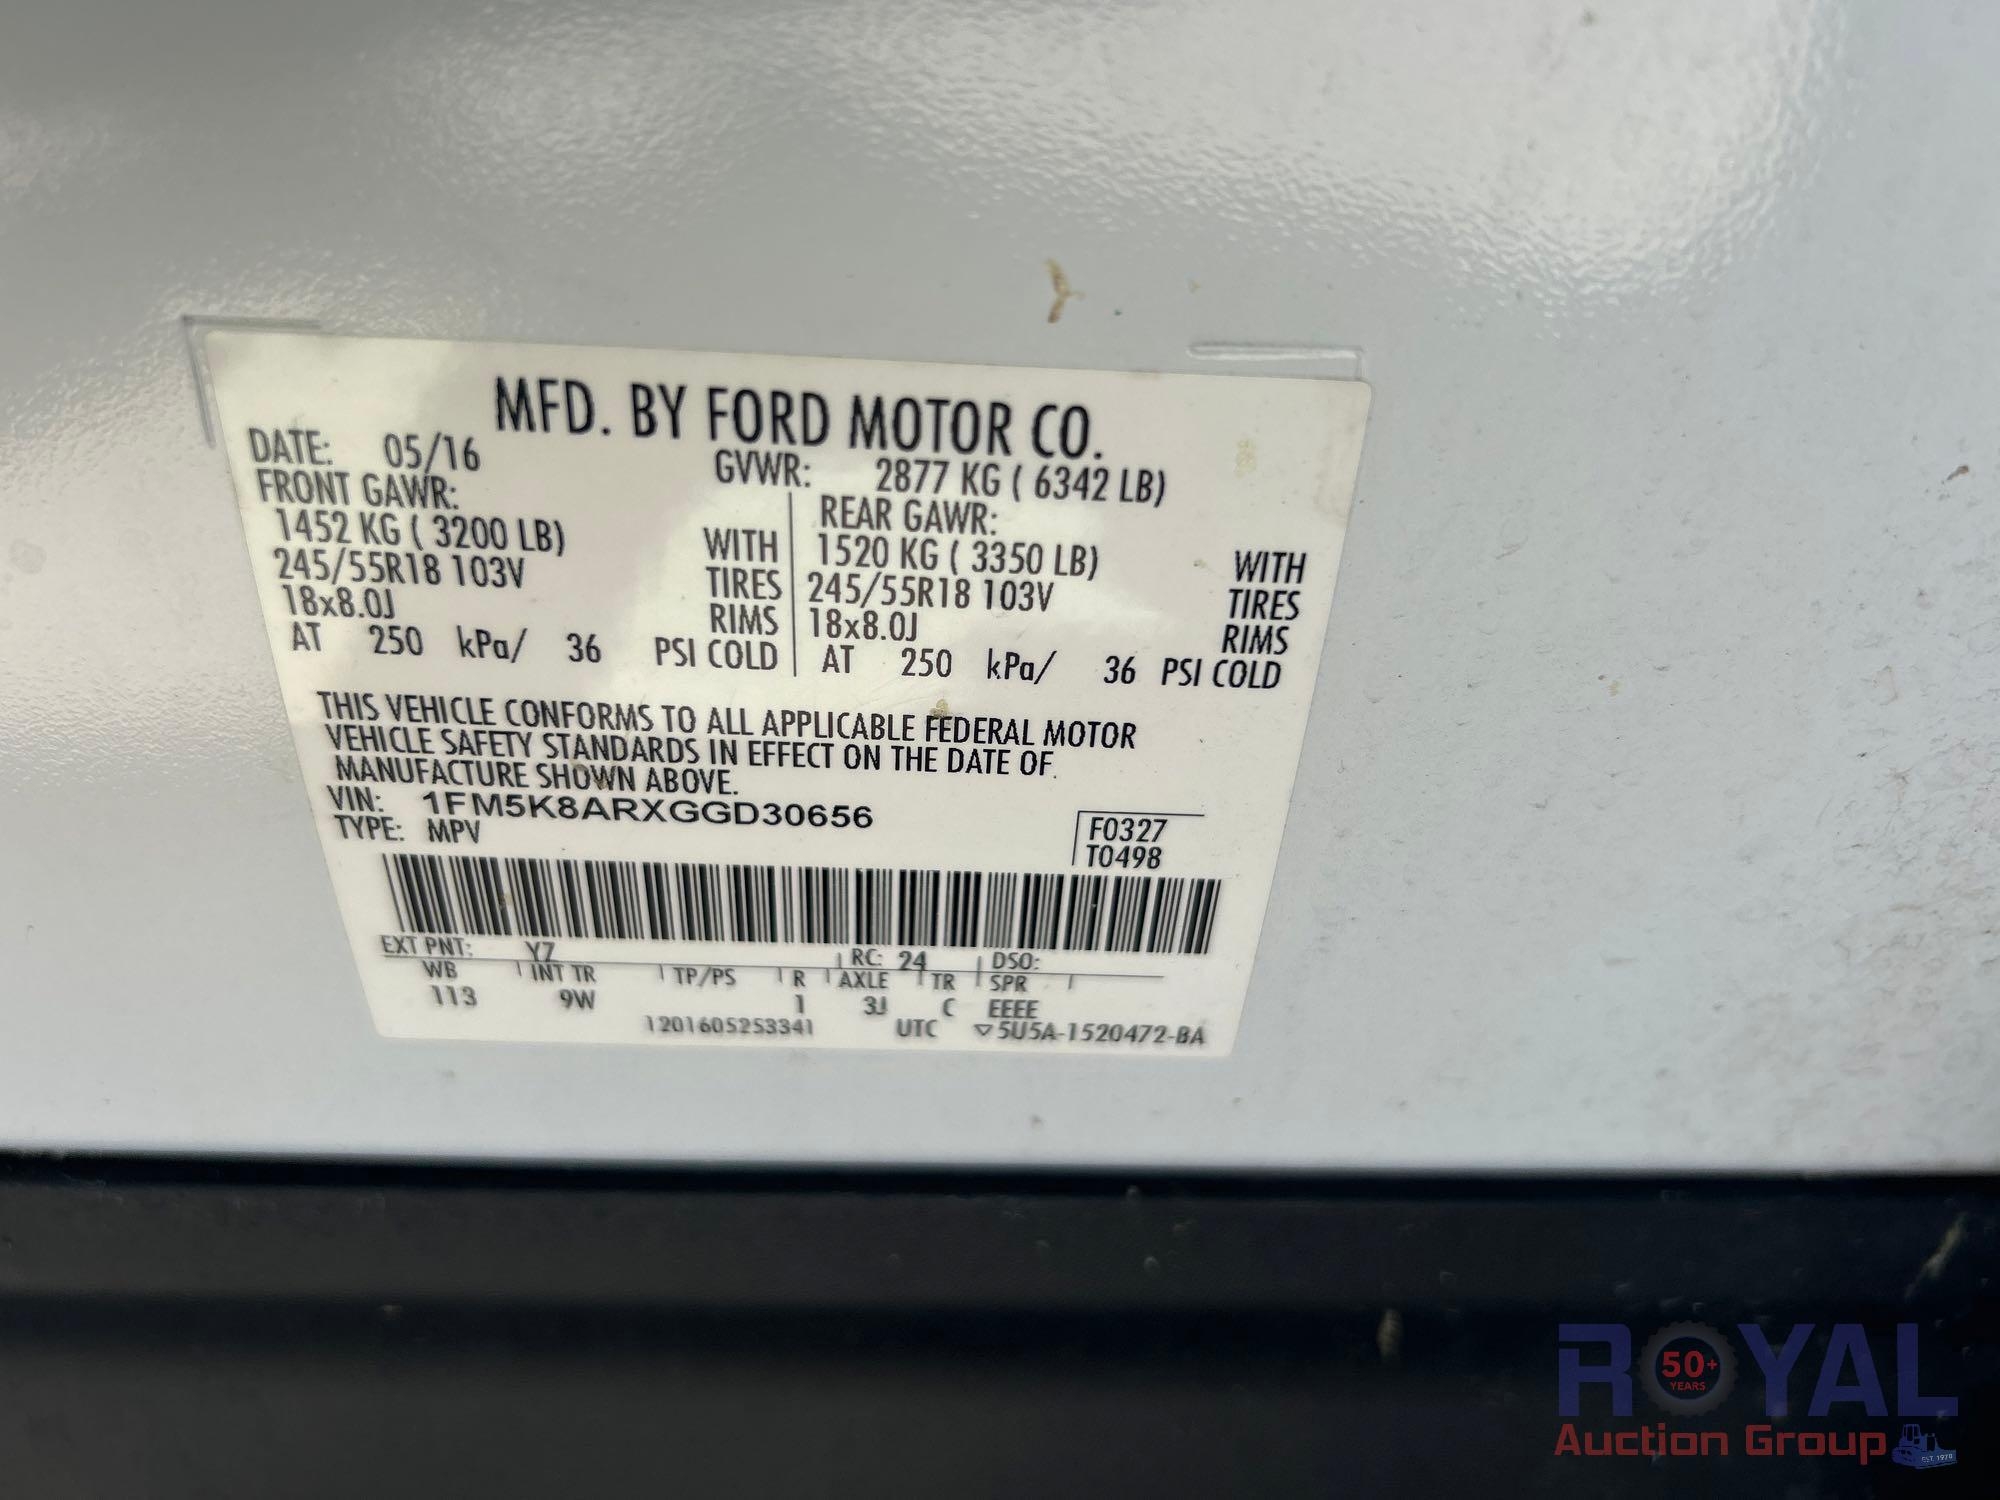 MFD. BY FORD MOTOR CO.
DATE: 05/16 GVWR: 2877 KG ( 6342 LB)
FRONT GAWR: REAR GAWR:
1452 KG ( 3200 LB) WITH 1520 KG ( 3350 LB) WITH
245/55R18 103V TIRES 245/55R18 103V TIRES
18x8.0J RIMS 18x8.0J RIMS
AT 250 kPa/ 36 PSI COLD AT 250 kPa/ 36 PSI COLD
THIS VEHICLE CONFORMS TO ALL APPLICABLE FEDERAL MOTOR
VEHICLE SAFETY STANDARDS IN EFFECT ON THE DATE OF
MANUFACTURE SHOWN ABOVE.
VIN: 1FM5K8ARXGGD30656
TYPE: MPV
F0327
T0498
EXT PNT: YZ RC: 24 DSO:
WB INT TR TP/PS R AXLE TR SPR
113 9W 1 3J C EEEE
1201605253341 UTC ▽5U5A-1520472-BA
ROYAL
50+
YEARS
Auction Group
EST. 1970